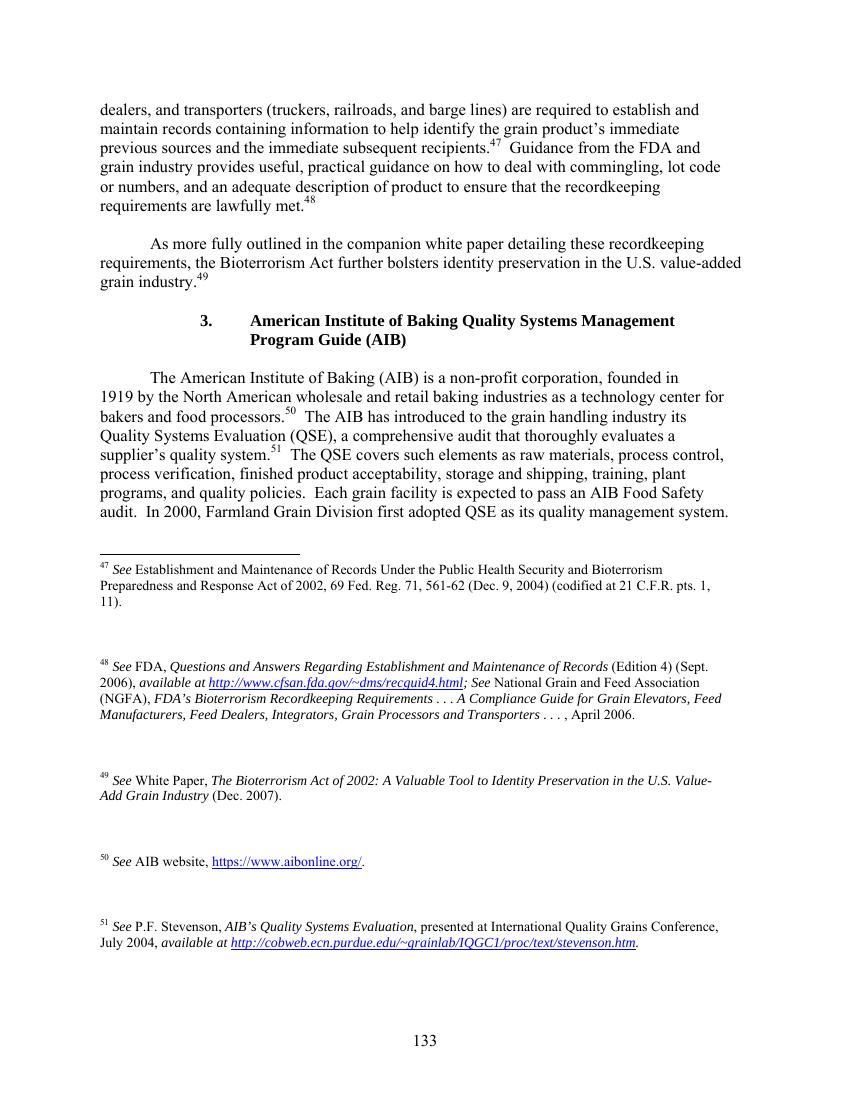 dealers, and transporters (truckers, railroads, and barge lines) are required to establish and
maintain records containing information to help identify the grain product’s immediate
previous sources and the immediate subsequent recipients.47 Guidance from the FDA and
grain industry provides useful, practical guidance on how to deal with commingling, lot code
or numbers, and an adequate description of product to ensure that the recordkeeping
requirements are lawfully met.48
As more fully outlined in the companion white paper detailing these recordkeeping
requirements, the Bioterrorism Act further bolsters identity preservation in the U.S. value-added
grain industry.49
3. American Institute of Baking Quality Systems Management
Program Guide (AIB)
The American Institute of Baking (AIB) is a non-profit corporation, founded in
1919 by the North American wholesale and retail baking industries as a technology center for
bakers and food processors.50 The AIB has introduced to the grain handling industry its
Quality Systems Evaluation (QSE), a comprehensive audit that thoroughly evaluates a
supplier’s quality system.51 The QSE covers such elements as raw materials, process control,
process verification, finished product acceptability, storage and shipping, training, plant
programs, and quality policies. Each grain facility is expected to pass an AIB Food Safety
audit. In 2000, Farmland Grain Division first adopted QSE as its quality management system.
47 See Establishment and Maintenance of Records Under the Public Health Security and Bioterrorism
Preparedness and Response Act of 2002, 69 Fed. Reg. 71, 561-62 (Dec. 9, 2004) (codified at 21 C.F.R. pts. 1,
11).
48 See FDA, Questions and Answers Regarding Establishment and Maintenance of Records (Edition 4) (Sept.
2006), available at http://www.cfsan.fda.gov/~dms/recquid4.html; See National Grain and Feed Association
(NGFA), FDA’s Bioterrorism Recordkeeping Requirements . . . A Compliance Guide for Grain Elevators, Feed
Manufacturers, Feed Dealers, Integrators, Grain Processors and Transporters . . . , April 2006.
49 See White Paper, The Bioterrorism Act of 2002: A Valuable Tool to Identity Preservation in the U.S. Value-
Add Grain Industry (Dec. 2007).
50 See AIB website, https://www.aibonline.org/.
51 See P.F. Stevenson, AIB’s Quality Systems Evaluation, presented at International Quality Grains Conference,
July 2004, available at http://cobweb.ecn.purdue.edu/~grainlab/IQGC1/proc/text/stevenson.htm.
133